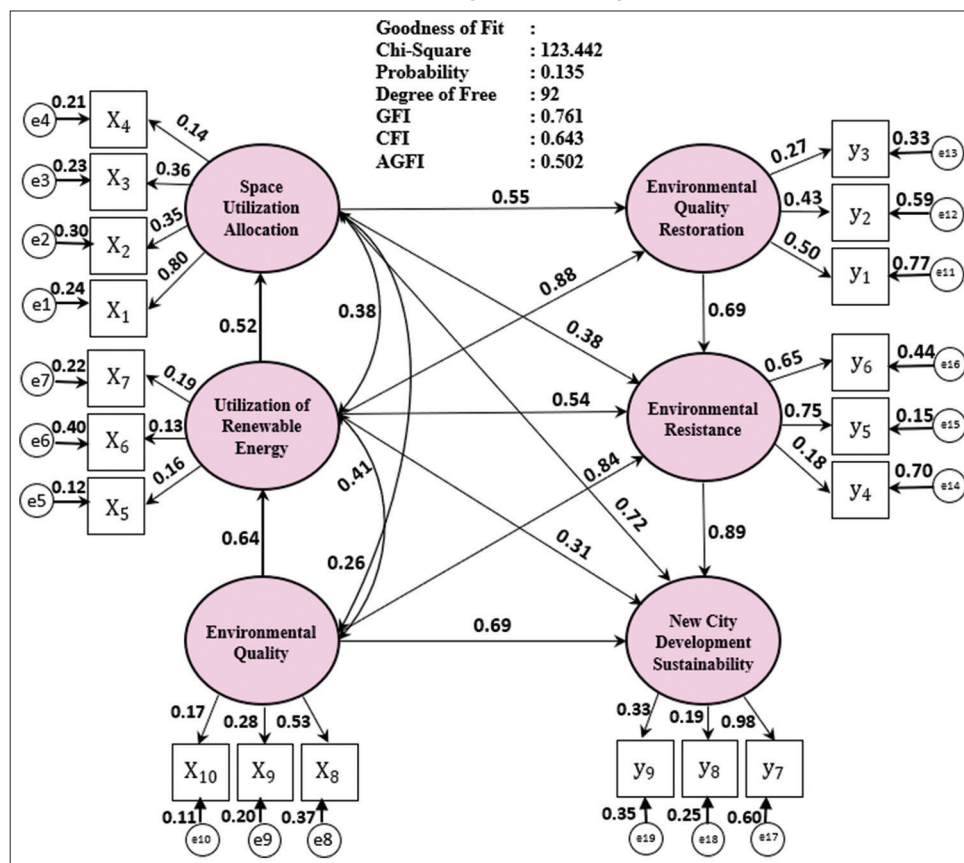 Goodness of Fit :
Chi-Square : 123.442
Probability : 0.135
Degree of Free : 92
GFI : 0.761
CFI : 0.643
AGFI : 0.502
e4 0.21 X4 0.14
e3 0.23 X3 0.36
e2 0.30 X2 0.35
e1 0.24 X1 0.80
Space
Utilization
Allocation
0.55
Environmental
Quality
Restoration
0.27 y3 0.33 e13
0.43 y2 0.59 e12
0.50 y1 0.77 e11
0.52
0.38
0.88
0.38
0.69
e7 0.22 X7 0.19
e6 0.40 X6 0.13
e5 0.12 X5 0.16
Utilization of
Renewable
Energy
0.54
Environmental
Resistance
0.65 y6 0.44 e16
0.75 y5 0.15 e15
0.18 y4 0.70 e14
0.64
0.41
0.26
0.84
0.72
0.31
0.89
Environmental
Quality
0.69
New City
Development
Sustainability
0.17 0.28 0.53
X10 X9 X8
0.11 0.20 0.37
e10 e9 e8
0.33 0.19 0.98
y9 y8 y7
0.35 0.25 0.60
e19 e18 e17